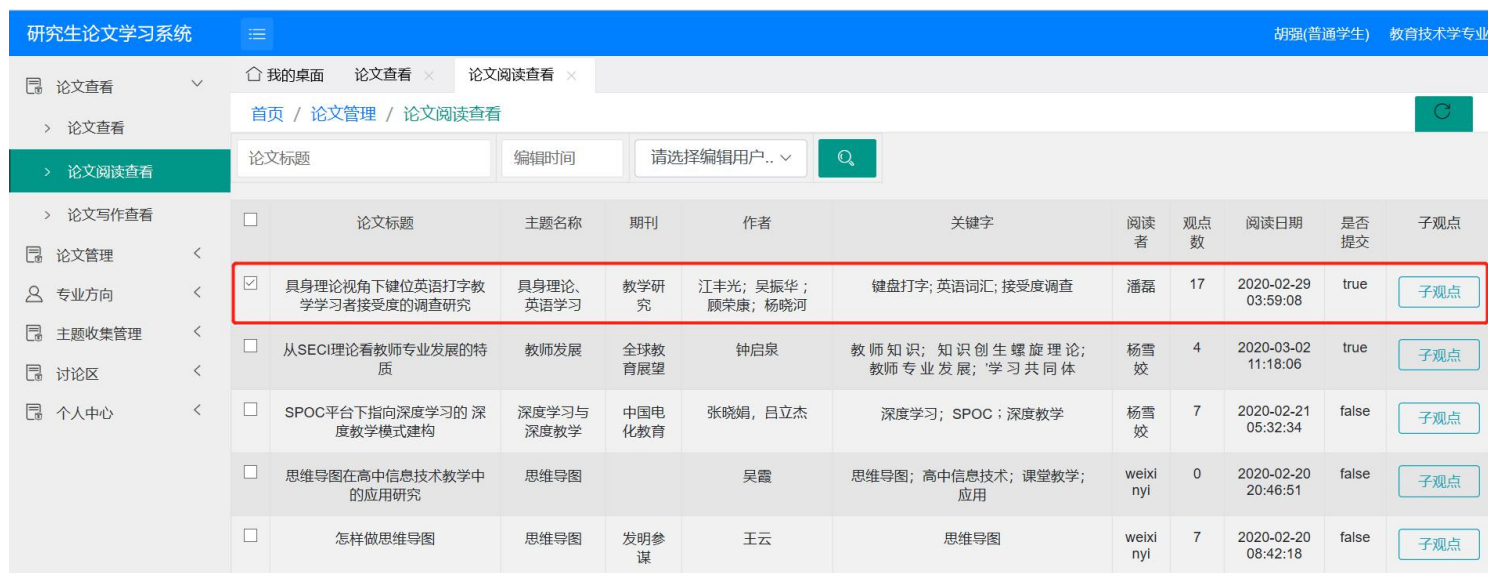 研究生论文学习系统
胡强(普通学生) 教育技术学专业
论文查看
论文查看
论文阅读查看
论文写作查看
论文管理
专业方向
主题收集管理
讨论区
个人中心
我的桌面 论文查看 论文阅读查看
首页 / 论文管理 / 论文阅读查看
论文标题 编辑时间 请选择编辑用户..
论文标题 主题名称 期刊 作者 关键字 阅读 观点 阅读日期 是否 子观点
者 数 提交
具身理论视角下键位英语打字教 具身理论、 教学研 江丰光; 吴振华; 键盘打字; 英语词汇; 接受度调查 潘磊 17 2020-02-29 true 子观点
学学习者接受度的调查研究 英语学习 究 顾荣康; 杨晓河 03:59:08
从SECI理论看教师专业发展的特 教师发展 全球教 钟启泉 教师知识; 知识创生螺旋理论; 杨雪 4 2020-03-02 true 子观点
质 育展望 教师专业发展; '学习共同体 姣 11:18:06
SPOC平台下指向深度学习的 深 深度学习与 中国电 张晓娟, 吕立杰 深度学习; SPOC; 深度教学 杨雪 7 2020-02-21 false 子观点
度教学模式建构 深度教学 化教育 姣 05:32:34
思维导图在高中信息技术教学中 思维导图 吴霞 思维导图; 高中信息技术; 课堂教学; weixi 0 2020-02-20 false 子观点
的应用研究 应用 nyi 20:46:51
怎样做思维导图 思维导图 发明参 王云 思维导图 weixi 7 2020-02-20 false 子观点
谋 nyi 08:42:18